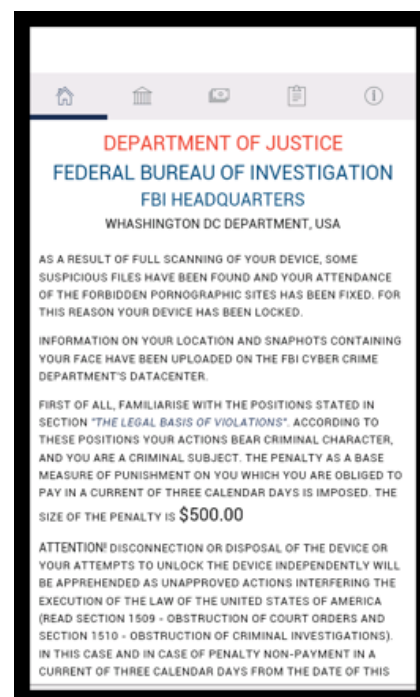 DEPARTMENT OF JUSTICE
FEDERAL BUREAU OF INVESTIGATION
FBI HEADQUARTERS
WHASHINGTON DC DEPARTMENT, USA
AS A RESULT OF FULL SCANNING OF YOUR DEVICE, SOME
SUSPICIOUS FILES HAVE BEEN FOUND AND YOUR ATTENDANCE
OF THE FORBIDDEN PORNOGRAPHIC SITES HAS BEEN FIXED. FOR
THIS REASON YOUR DEVICE HAS BEEN LOCKED.
INFORMATION ON YOUR LOCATION AND SNAPHOTS CONTAINING
YOUR FACE HAVE BEEN UPLOADED ON THE FBI CYBER CRIME
DEPARTMENT'S DATACENTER.
FIRST OF ALL, FAMILIARISE WITH THE POSITIONS STATED IN
SECTION "THE LEGAL BASIS OF VIOLATIONS". ACCORDING TO
THESE POSITIONS YOUR ACTIONS BEAR CRIMINAL CHARACTER,
AND YOU ARE A CRIMINAL SUBJECT. THE PENALTY AS A BASE
MEASURE OF PUNISHMENT ON YOU WHICH YOU ARE OBLIGED TO
PAY IN A CURRENT OF THREE CALENDAR DAYS IS IMPOSED. THE
SIZE OF THE PENALTY IS $500.00
ATTENTION! DISCONNECTION OR DISPOSAL OF THE DEVICE OR
YOUR ATTEMPTS TO UNLOCK THE DEVICE INDEPENDENTLY WILL
BE APPREHENDED AS UNAPPROVED ACTIONS INTERFERING THE
EXECUTION OF THE LAW OF THE UNITED STATES OF AMERICA
(READ SECTION 1509 - OBSTRUCTION OF COURT ORDERS AND
SECTION 1510 - OBSTRUCTION OF CRIMINAL INVESTIGATIONS).
IN THIS CASE AND IN CASE OF PENALTY NON-PAYMENT IN A
CURRENT OF THREE CALENDAR DAYS FROM THE DATE OF THIS